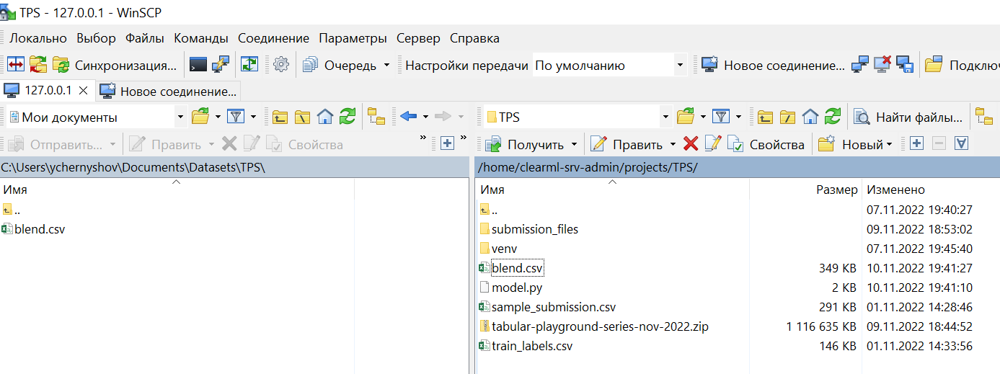 TPS - 127.0.0.1 - WinSCP
Локально Выбор Файлы Команды Соединение Параметры Сервер Справка
Синхронизация... Очередь Настройки передачи По умолчанию Новое соединение... Подклю
127.0.0.1 Новое соединение...
Мои документы TPS Найти файлы...
Отправить... Править Свойства » » Получить Править Свойства Новый
C:\Users\ychernyshov\Documents\Datasets\TPS\ /home/clearml-srv-admin/projects/TPS/
Имя Имя Размер Изменено
.. .. 07.11.2022 19:40:27
blend.csv submission_files 09.11.2022 18:53:02
venv 07.11.2022 19:45:40
blend.csv 349 KB 10.11.2022 19:41:27
model.py 2 KB 10.11.2022 19:41:10
sample_submission.csv 291 KB 01.11.2022 14:28:46
tabular-playground-series-nov-2022.zip 1 116 635 KB 09.11.2022 18:44:52
train_labels.csv 146 KB 01.11.2022 14:33:56